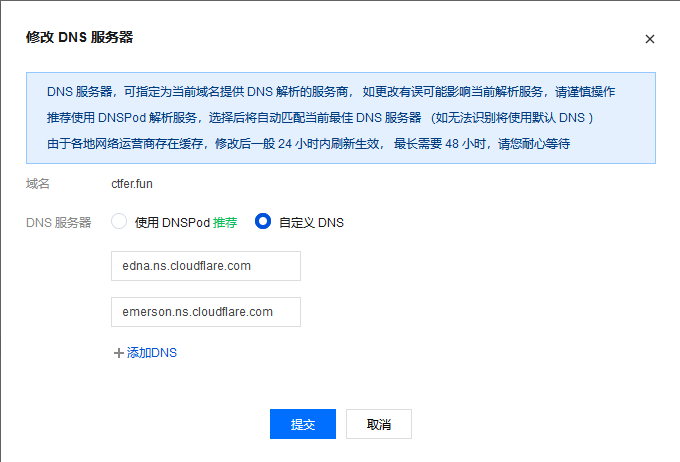 修改 DNS 服务器
DNS 服务器，可指定为当前域名提供 DNS 解析的服务商， 如更改有误可能影响当前解析服务，请谨慎操作
推荐使用 DNSPod 解析服务，选择后将自动匹配当前最佳 DNS 服务器 （如无法识别将使用默认 DNS ）
由于各地网络运营商存在缓存，修改后一般 24 小时内刷新生效， 最长需要 48 小时，请您耐心等待
域名 ctfer.fun
DNS 服务器 使用 DNSPod 推荐 自定义 DNS
edna.ns.cloudflare.com
emerson.ns.cloudflare.com
添加DNS
提交 取消